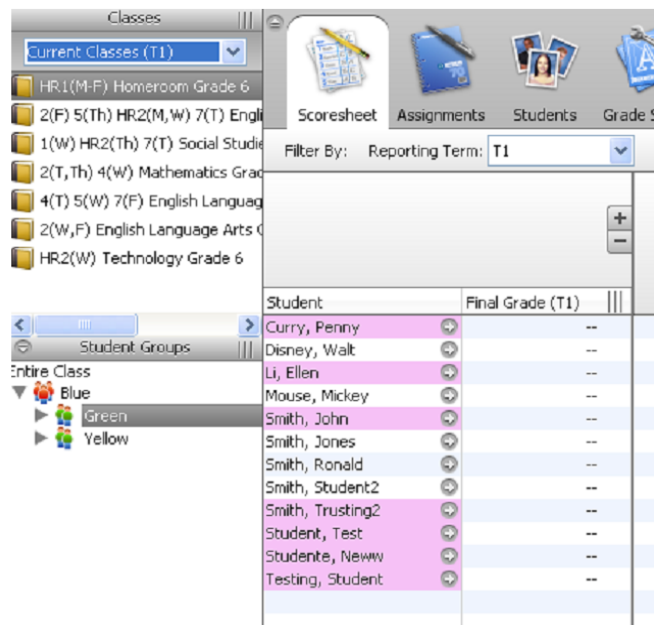 Classes
Current Classes (T1)
HR1(M-F) Homeroom Grade 6
2(F) 5(Th) HR2(M,W) 7(T) Engli
1(W) HR2(Th) 7(T) Social Studie
2(T,Th) 4(W) Mathematics Grad
4(T) 5(W) 7(F) English Languag
2(W,F) English Language Arts
HR2(W) Technology Grade 6
Student Groups
Entire Class
Blue
Green
Yellow
Scoresheet Assignments Students Grade S
Filter By: Reporting Term: T1
+
−
Student Final Grade (T1)
Curry, Penny --
Disney, Walt --
Li, Ellen --
Mouse, Mickey --
Smith, John --
Smith, Jones --
Smith, Ronald --
Smith, Student2 --
Smith, Trusting2 --
Student, Test --
Studente, Neww --
Testing, Student --